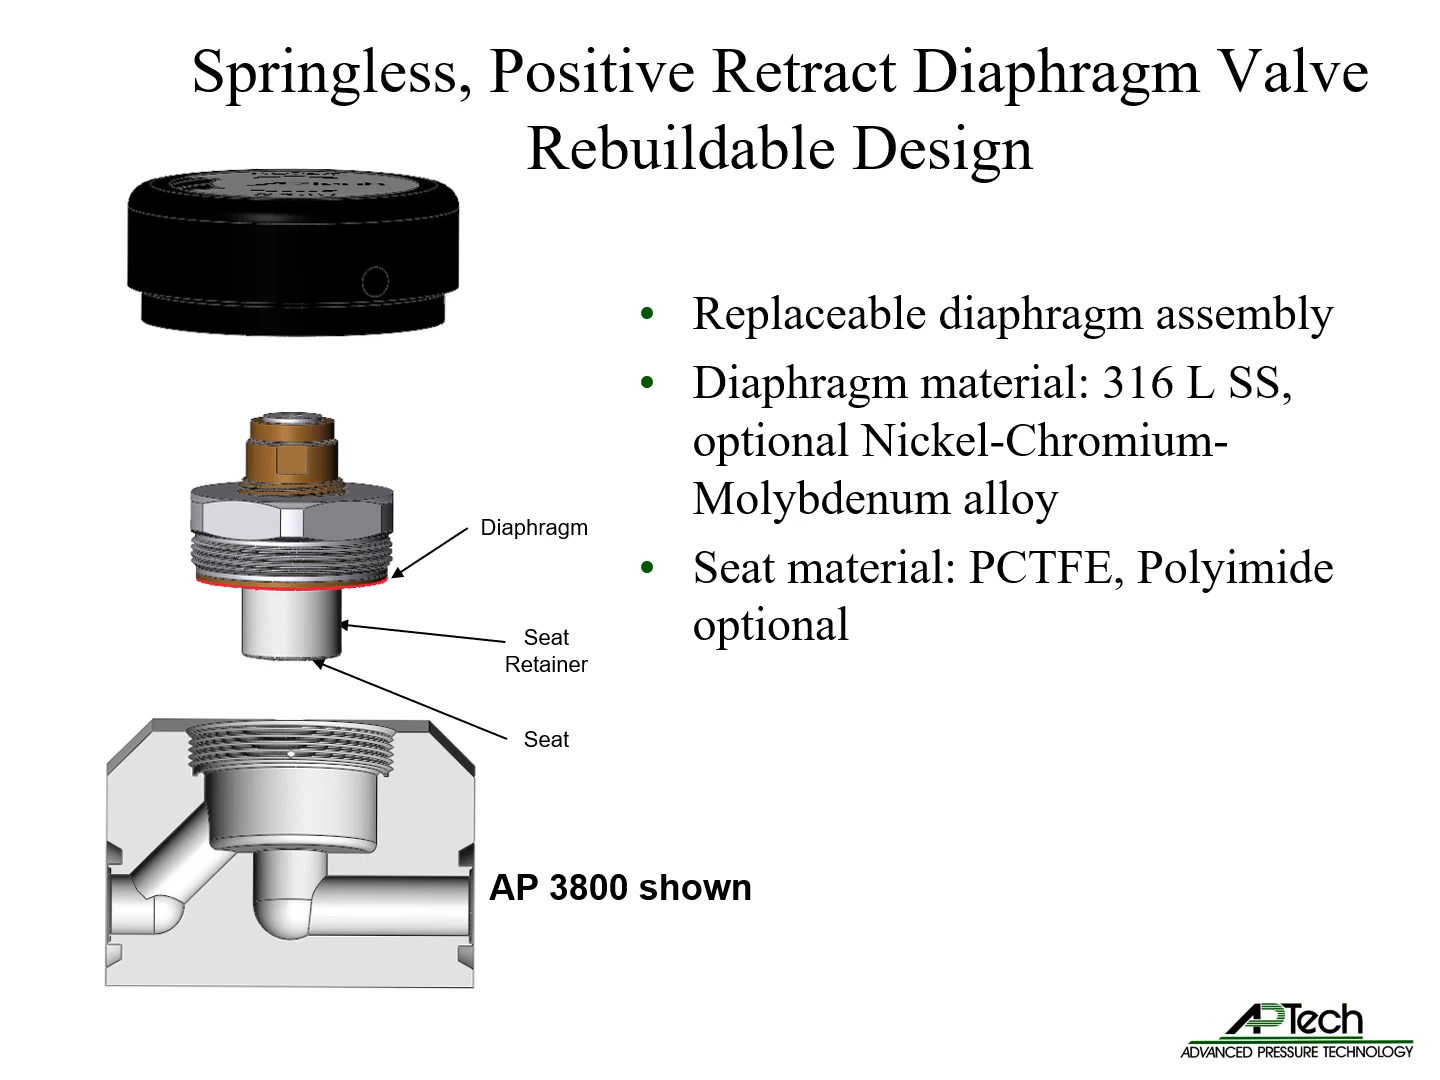 Springless, Positive Retract Diaphragm Valve
Rebuildable Design
• Replaceable diaphragm assembly
• Diaphragm material: 316 L SS,
optional Nickel-Chromium-
Molybdenum alloy
• Seat material: PCTFE, Polyimide
optional
Diaphragm
Seat
Retainer
Seat
AP 3800 shown
APTech
ADVANCED PRESSURE TECHNOLOGY